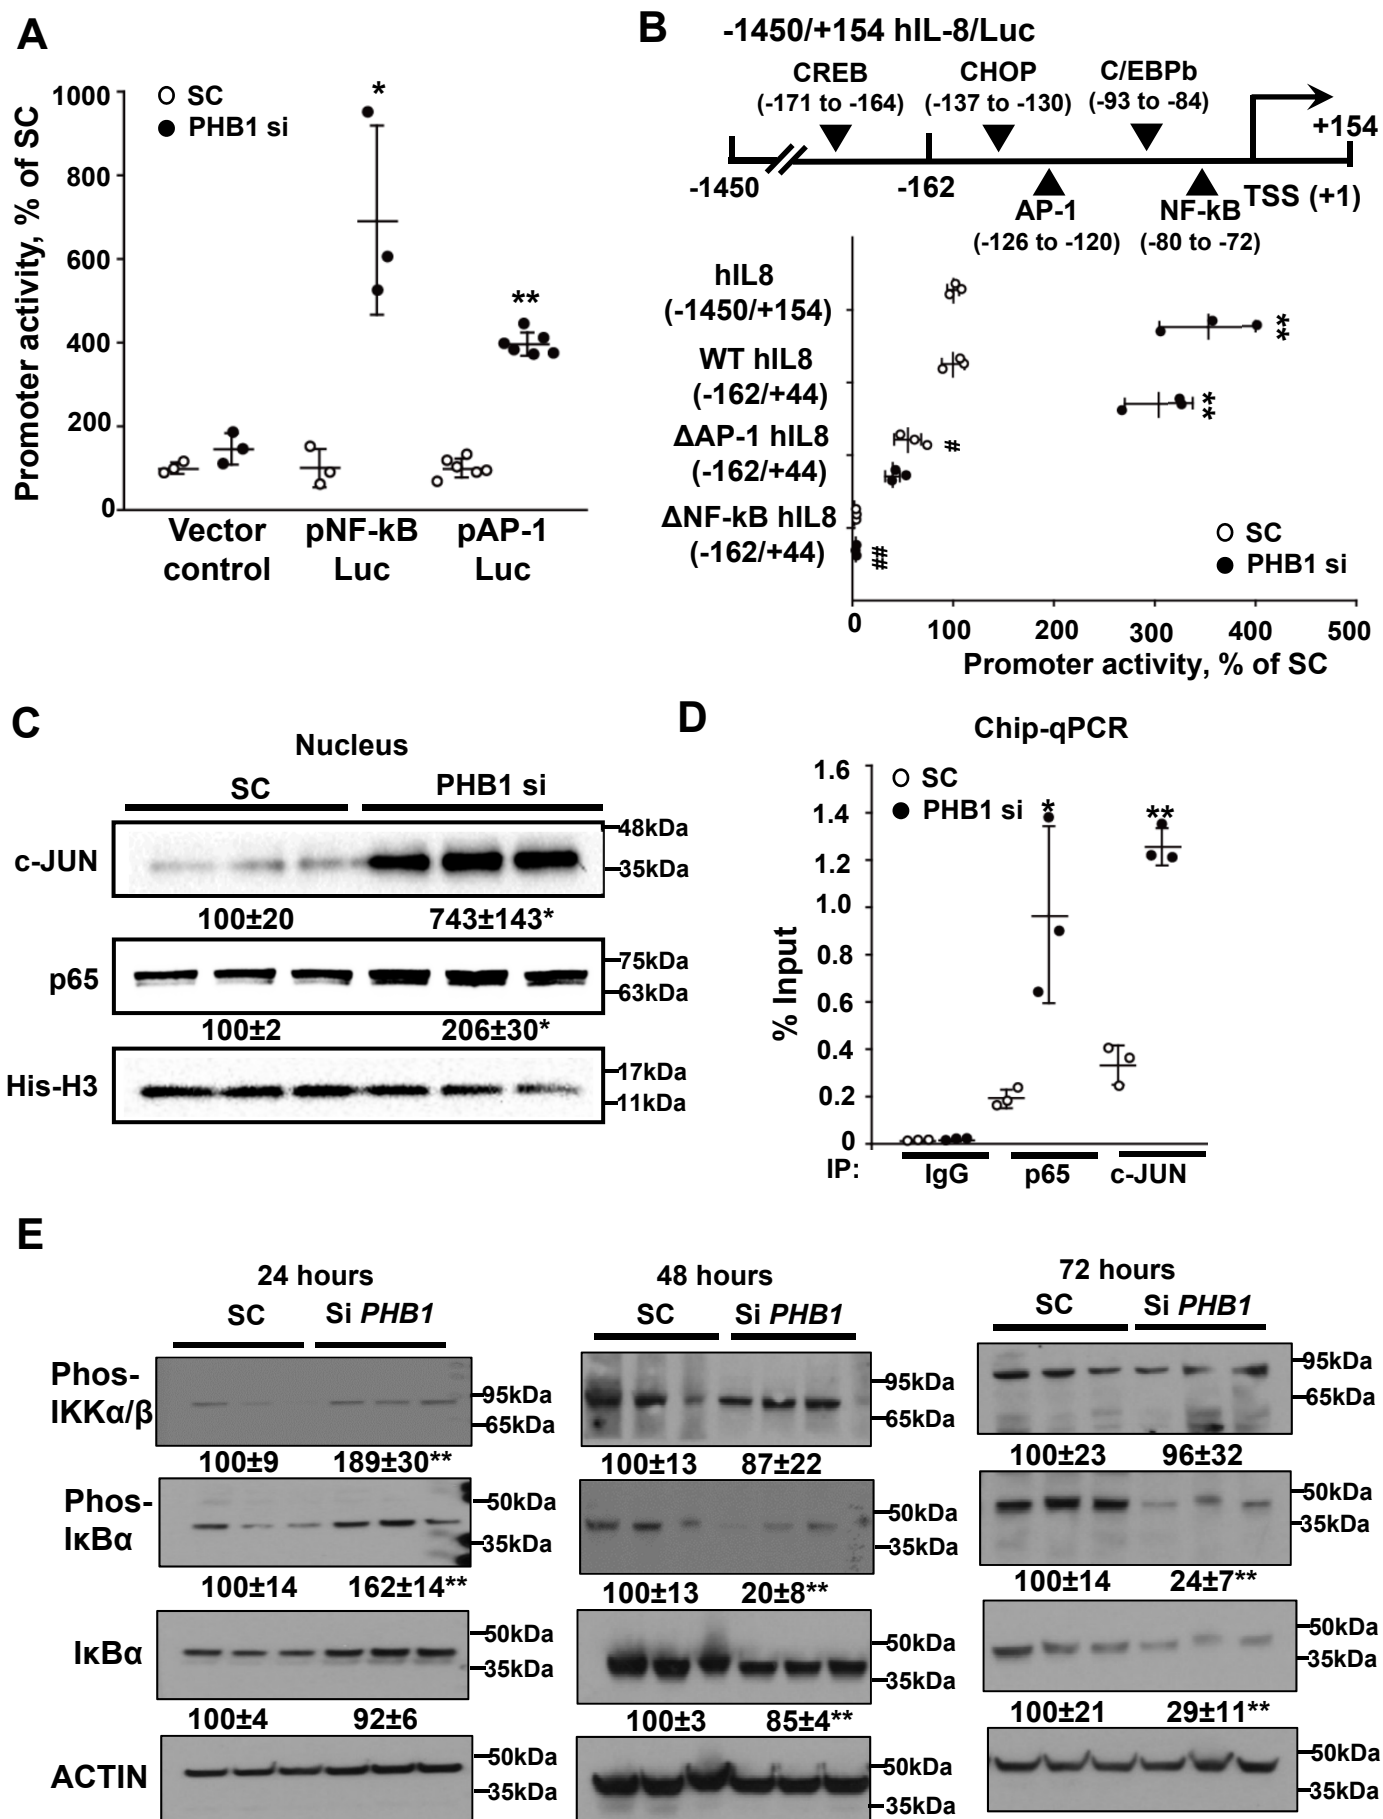 A
Promoter activity, % of SC
1000
800
600
400
200
0
SC
PHB1 si
*
**
Vector control
pNF-kB Luc
pAP-1 Luc
B
-1450/+154 hIL-8/Luc
CREB
(-171 to -164)
CHOP
(-137 to -130)
C/EBPb
(-93 to -84)
+154
-1450
-162
TSS (+1)
AP-1
(-126 to -120)
NF-kB
(-80 to -72)
hIL8
(-1450/+154)
**
WT hIL8
(-162/+44)
**
ΔAP-1 hIL8
(-162/+44)
#
ΔNF-kB hIL8
(-162/+44)
##
SC
PHB1 si
0 100 200 300 400 500
Promoter activity, % of SC
C
Nucleus
SC PHB1 si
c-JUN
48kDa
35kDa
100±20 743±143*
p65
75kDa
63kDa
100±2 206±30*
His-H3
17kDa
11kDa
D
Chip-qPCR
% Input
1.6
1.4
1.2
1.0
0.8
0.6
0.4
0.2
0
SC
PHB1 si
*
**
IP: IgG p65 c-JUN
E
24 hours
SC Si PHB1
Phos-
IKKα/β
95kDa
65kDa
100±9 189±30**
Phos-
IκBα
50kDa
35kDa
100±14 162±14**
IκBα
50kDa
35kDa
100±4 92±6
ACTIN
50kDa
35kDa
48 hours
SC Si PHB1
95kDa
65kDa
100±13 87±22
50kDa
35kDa
100±13 20±8**
50kDa
35kDa
100±3 85±4**
50kDa
35kDa
72 hours
SC Si PHB1
95kDa
65kDa
100±23 96±32
50kDa
35kDa
100±14 24±7**
50kDa
35kDa
100±21 29±11**
50kDa
35kDa